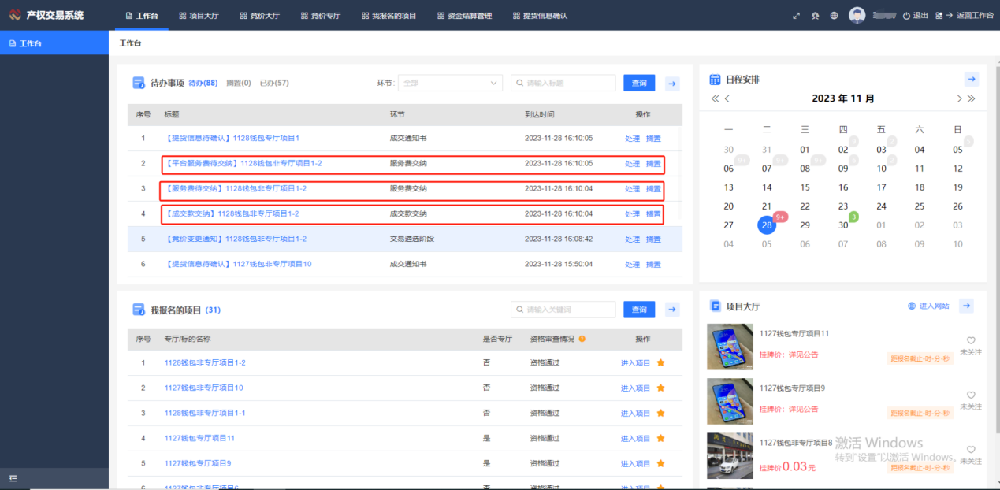 产权交易系统 工作台 项目大厅 竞价大厅 竞价专厅 我报名的项目 资金结算管理 提货信息确认 退出 返回工作台
工作台
工作台
待办事项 待办(88) 搁置(0) 已办(57) 环节: 全部 请输入标题 查询
序号 标题 环节 到达时间 操作
1 【提货信息待确认】1128钱包专厅项目1 成交通知书 2023-11-28 16:10:05 处理 搁置
2 【平台服务费待交纳】1128钱包非专厅项目1-2 服务费交纳 2023-11-28 16:10:05 处理 搁置
3 【服务费待交纳】1128钱包非专厅项目1-2 服务费交纳 2023-11-28 16:10:04 处理 搁置
4 【成交款交纳】1128钱包非专厅项目1-2 成交款交纳 2023-11-28 16:10:04 处理 搁置
5 【竞价变更通知】1128钱包非专厅项目1-2 交易遴选阶段 2023-11-28 16:08:42 处理 搁置
6 【提货信息待确认】1127钱包非专厅项目10 成交通知书 2023-11-28 15:50:04 处理 搁置
日程安排
2023 年 11 月
一 二 三 四 五 六 日
30 31 01 02 03 04 05
06 07 08 09 10 11 12
13 14 15 16 17 18 19
20 21 22 23 24 25 26
27 28 9+ 29 30 3 01 02 03
04 05 06 07 08 09 10
我报名的项目 (31) 请输入关键词 查询
序号 专厅/标的名称 是否专厅 资格审查情况 操作
1 1128钱包非专厅项目1-2 否 资格通过 进入项目
2 1127钱包非专厅项目10 否 资格通过 进入项目
3 1128钱包非专厅项目1-1 否 资格通过 进入项目
4 1127钱包专厅项目11 是 资格通过 进入项目
5 1127钱包专厅项目9 是 资格通过 进入项目
6 1127钱包专厅项目6 否 资格通过 进入项目
项目大厅 进入网站
1127钱包专厅项目11
挂牌价：详见公告
距报名截止-时-分-秒
未关注
1127钱包专厅项目9
挂牌价：详见公告
距报名截止-时-分-秒
未关注
1127钱包非专厅项目8
挂牌价0.03元
距报名截止-时-分-秒
未关注
激活 Windows
转到"设置"以激活 Windows。